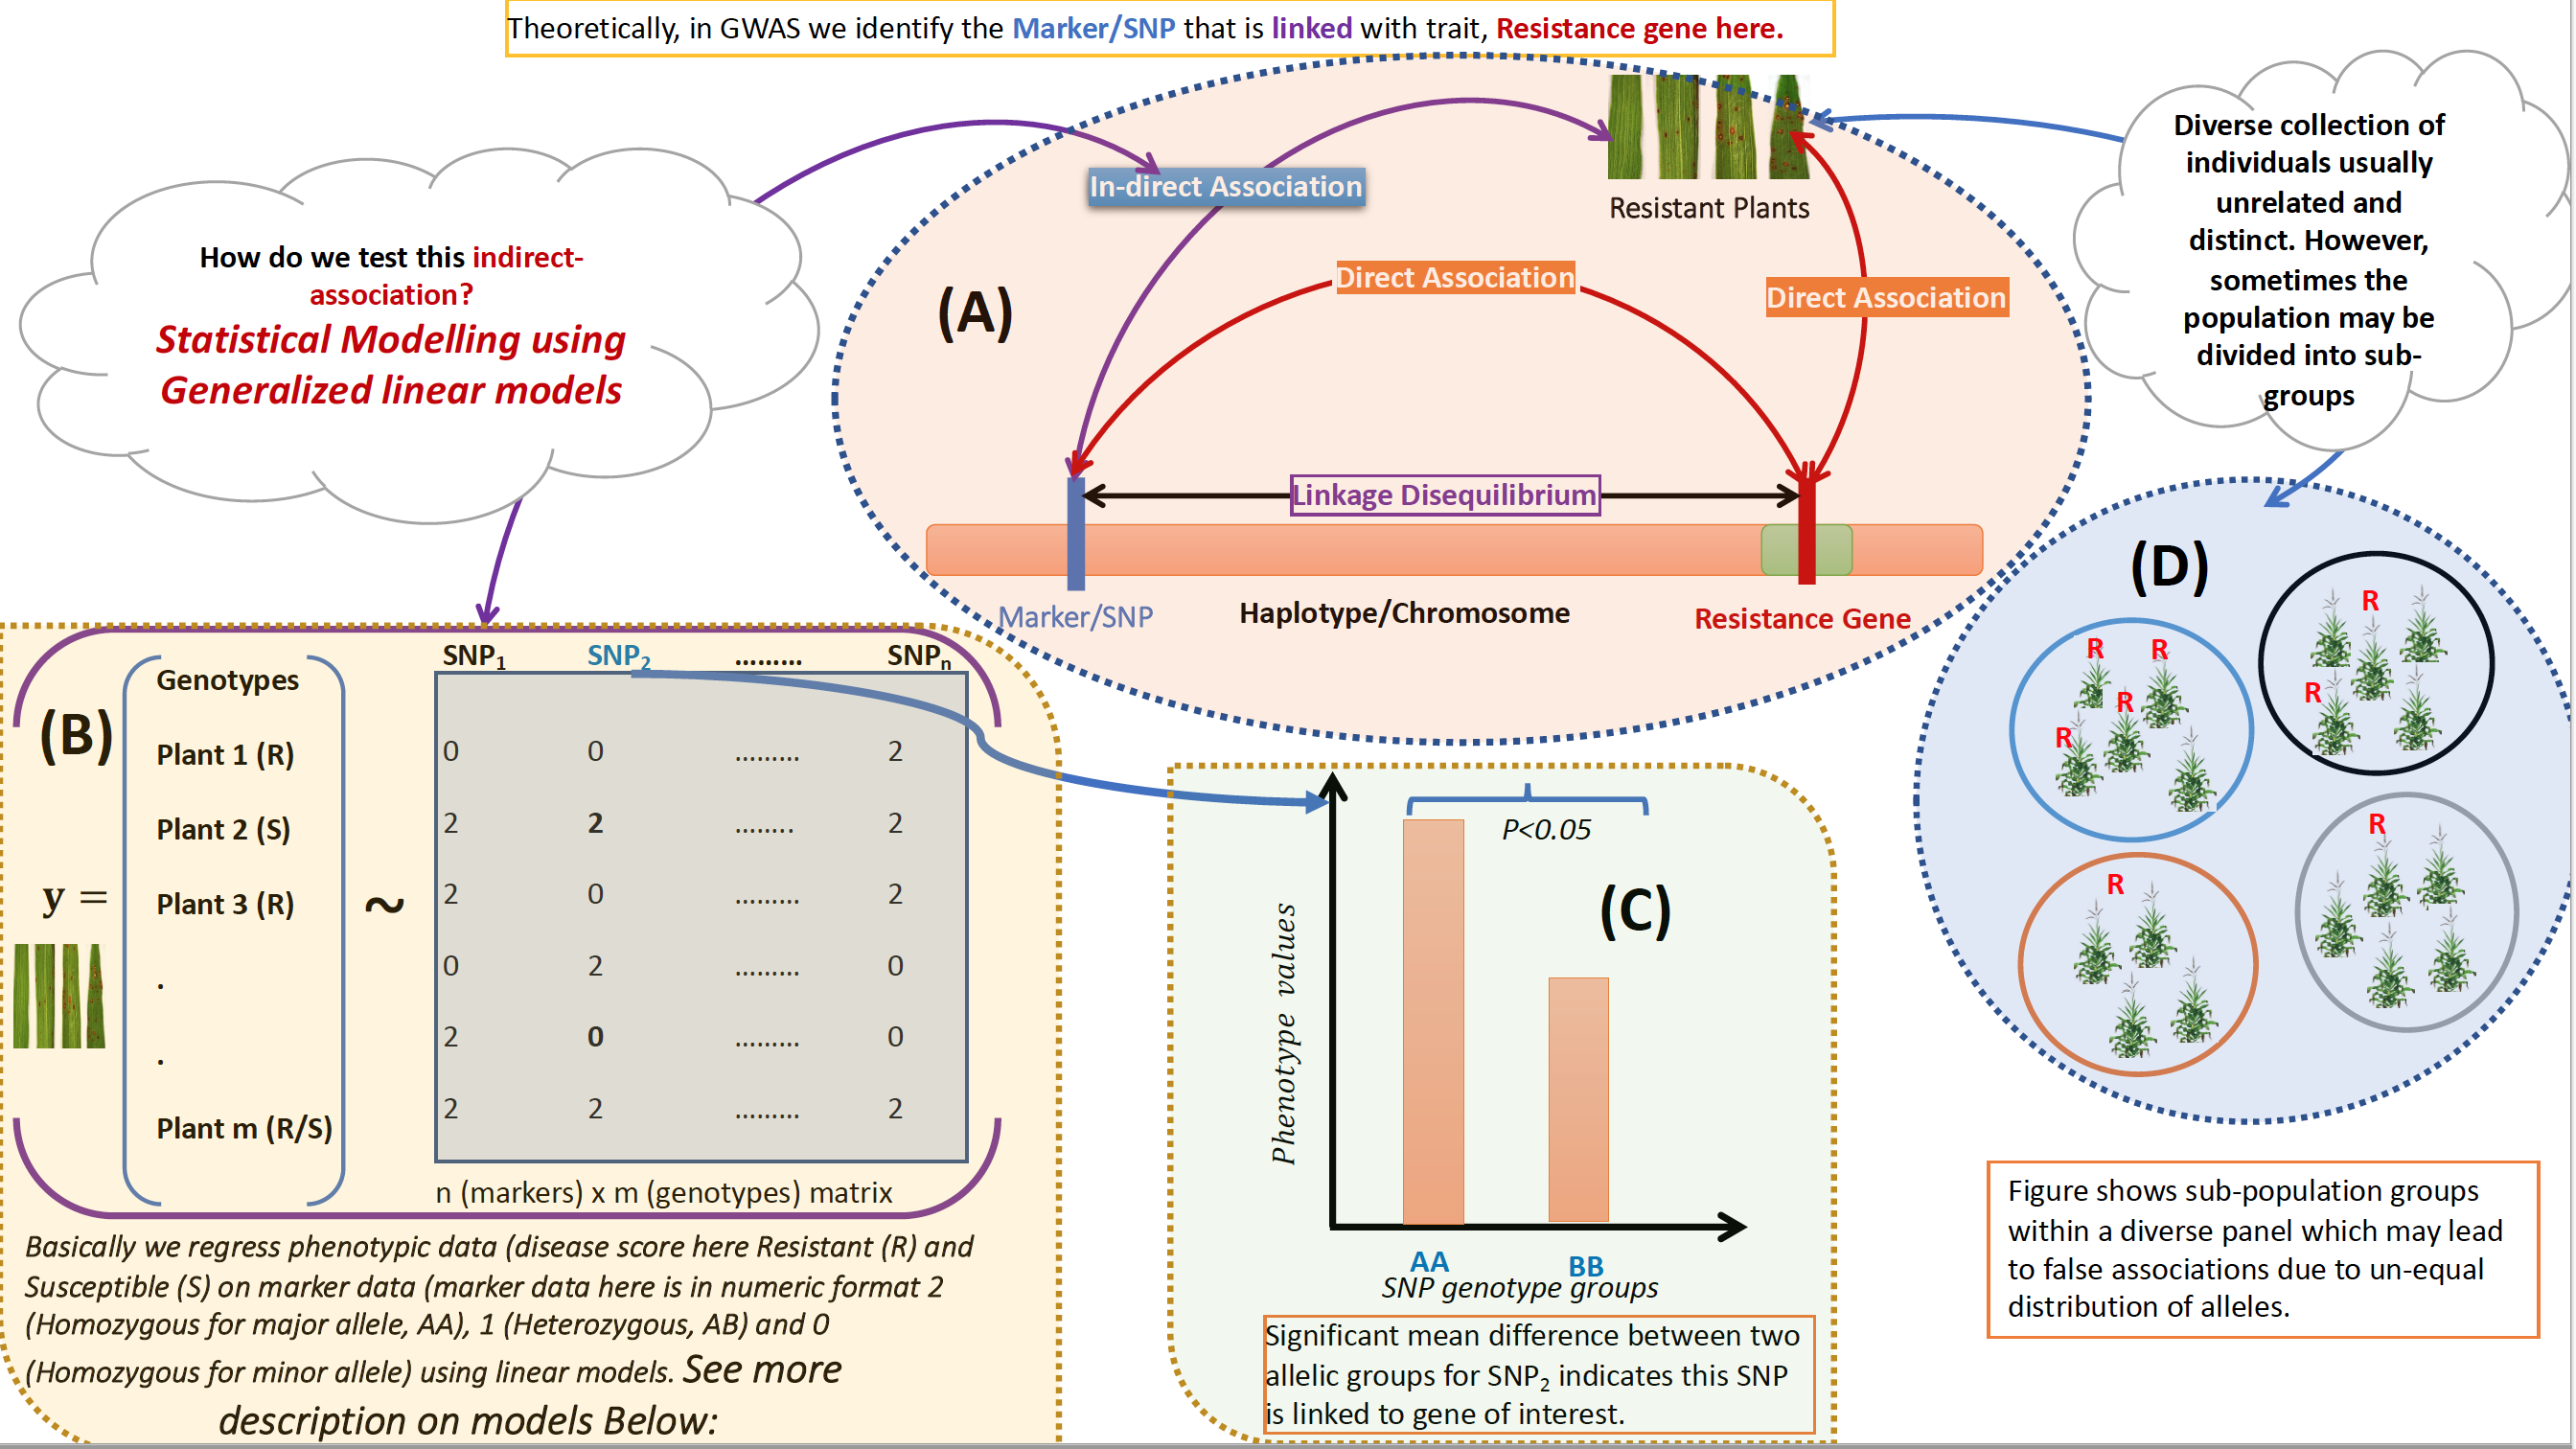 Theoretically, in GWAS we identify the Marker/SNP that is linked with trait, Resistance gene here.
How do we test this indirect-
association?
Statistical Modelling using
Generalized linear models
(A)
In-direct Association
Resistant Plants
Direct Association
Direct Association
Linkage Disequilibrium
Marker/SNP
Haplotype/Chromosome
Resistance Gene
Diverse collection of
individuals usually
unrelated and
distinct. However,
sometimes the
population may be
divided into sub-
groups
(B)
y =
Genotypes
Plant 1 (R)
Plant 2 (S)
Plant 3 (R)
.
.
Plant m (R/S)
~
SNP1 SNP2 ......... SNPn
0 0 ......... 2
2 2 ........ 2
2 0 ......... 2
0 2 ......... 0
2 0 ......... 0
2 2 ......... 2
n (markers) x m (genotypes) matrix
Basically we regress phenotypic data (disease score here Resistant (R) and
Susceptible (S) on marker data (marker data here is in numeric format 2
(Homozygous for major allele, AA), 1 (Heterozygous, AB) and 0
(Homozygous for minor allele) using linear models. See more
description on models Below:
(C)
P<0.05
Phenotype values
AA BB
SNP genotype groups
Significant mean difference between two
allelic groups for SNP2 indicates this SNP
is linked to gene of interest.
(D)
R R
R
R
R
R
R
R
Figure shows sub-population groups
within a diverse panel which may lead
to false associations due to un-equal
distribution of alleles.